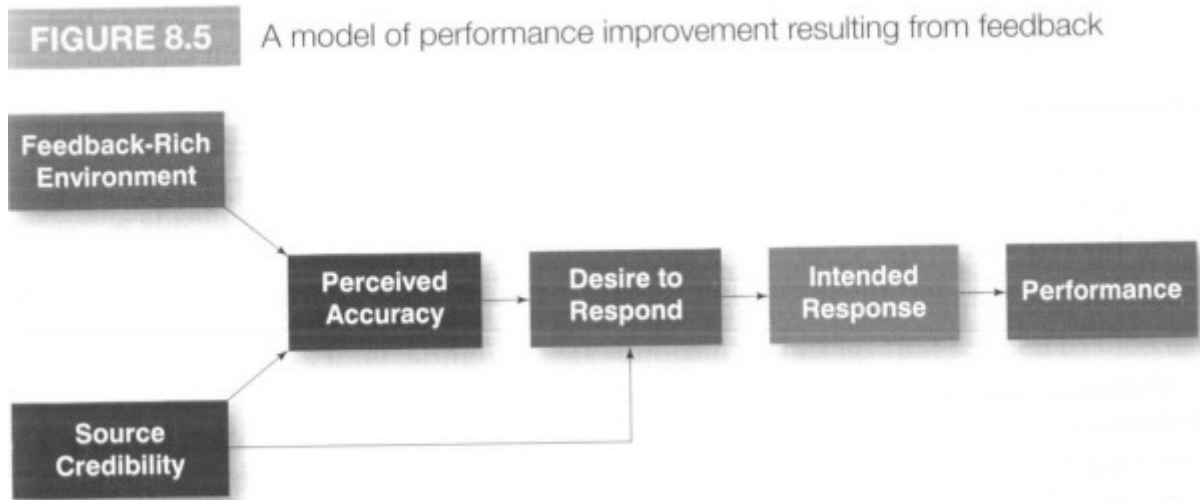 FIGURE 8.5 A model of performance improvement resulting from feedback
Feedback-Rich
Environment
Perceived
Accuracy
Desire to
Respond
Intended
Response
Performance
Source
Credibility